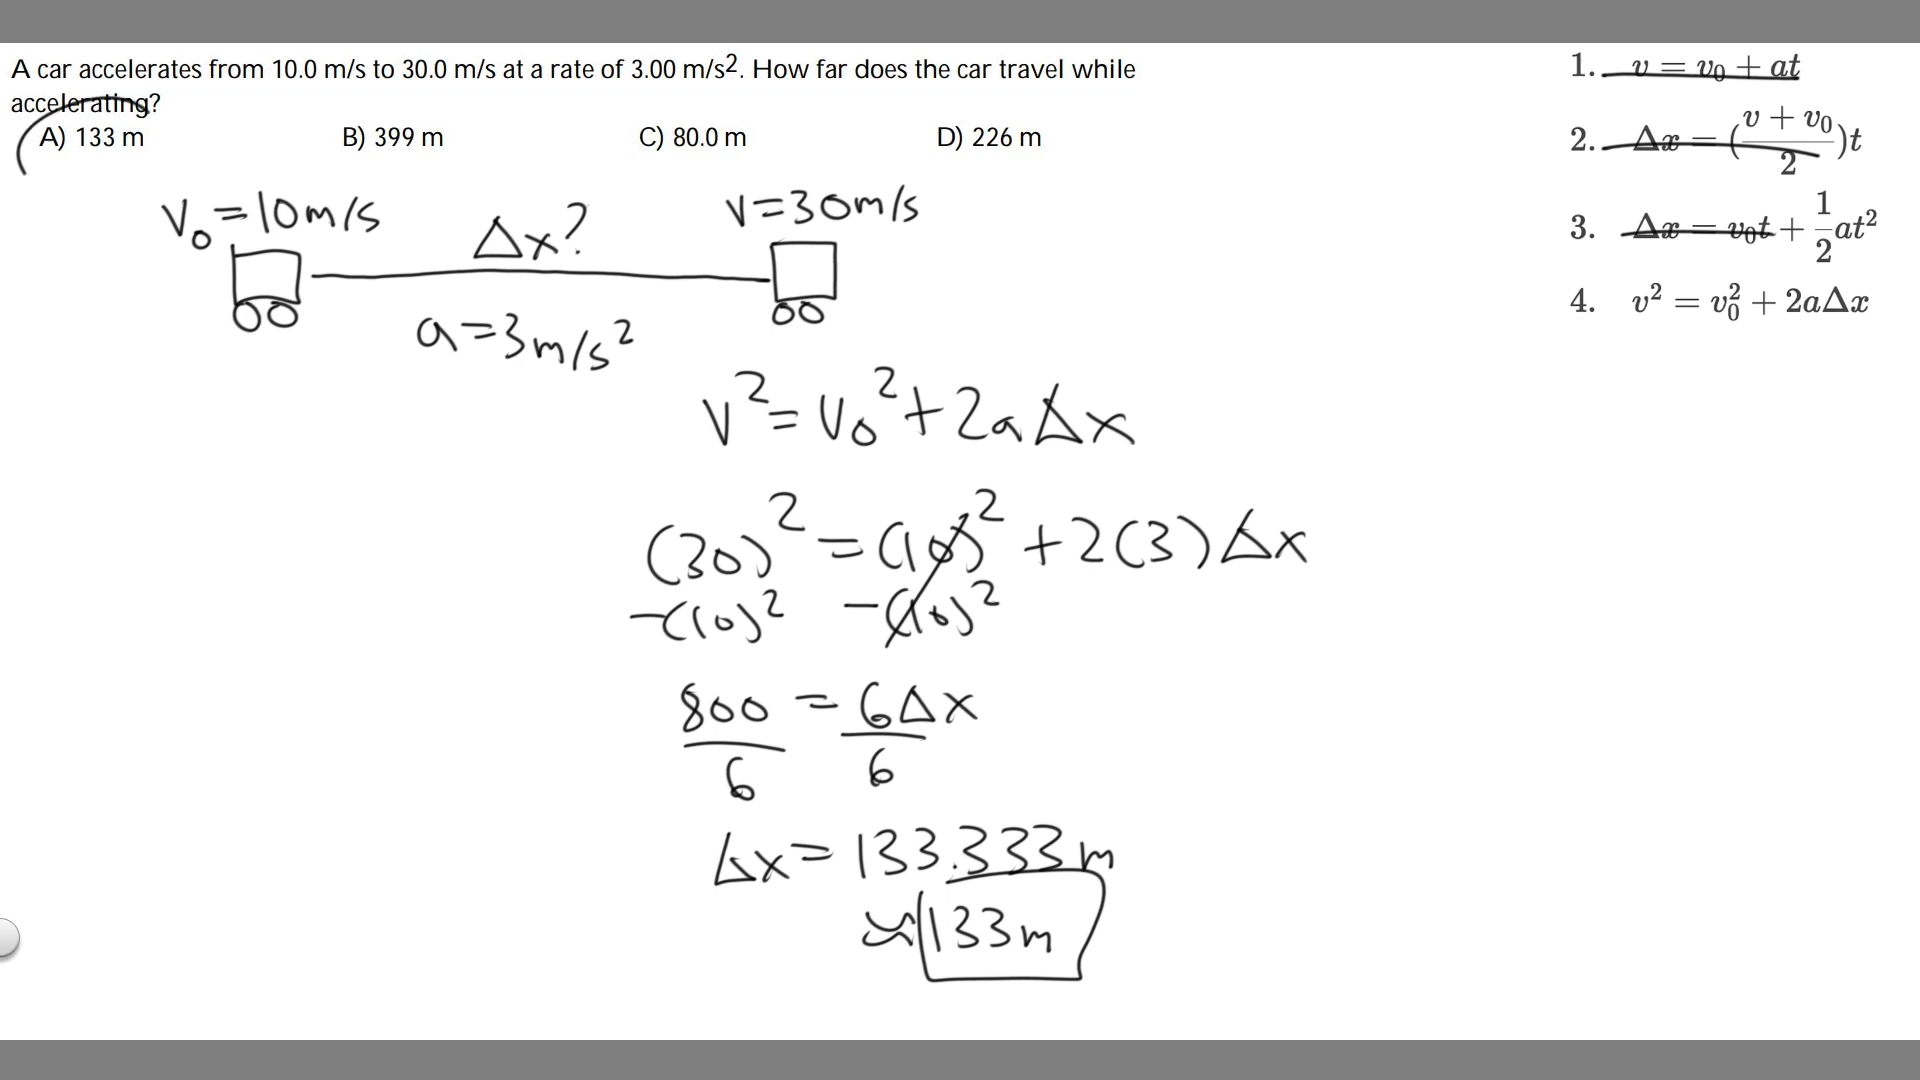 A car accelerates from 10.0 m/s to 30.0 m/s at a rate of 3.00 m/s². How far does the car travel while
accelerating?
A) 133 m B) 399 m C) 80.0 m D) 226 m
1. v = v₀ + at
2. Δx = (\frac{v + v₀}{2})t
3. Δx = v₀t + \frac{1}{2}at²
4. v² = v₀² + 2aΔx
V₀ = 10m/s
Δx?
V=30m/s
a=3m/s²
V² = V₀² + 2aΔx
(30)² = (10)² + 2(3)Δx
-(10)² -(10)²
800 = 6Δx
6 6
Δx = 133.333m
≈ 133m